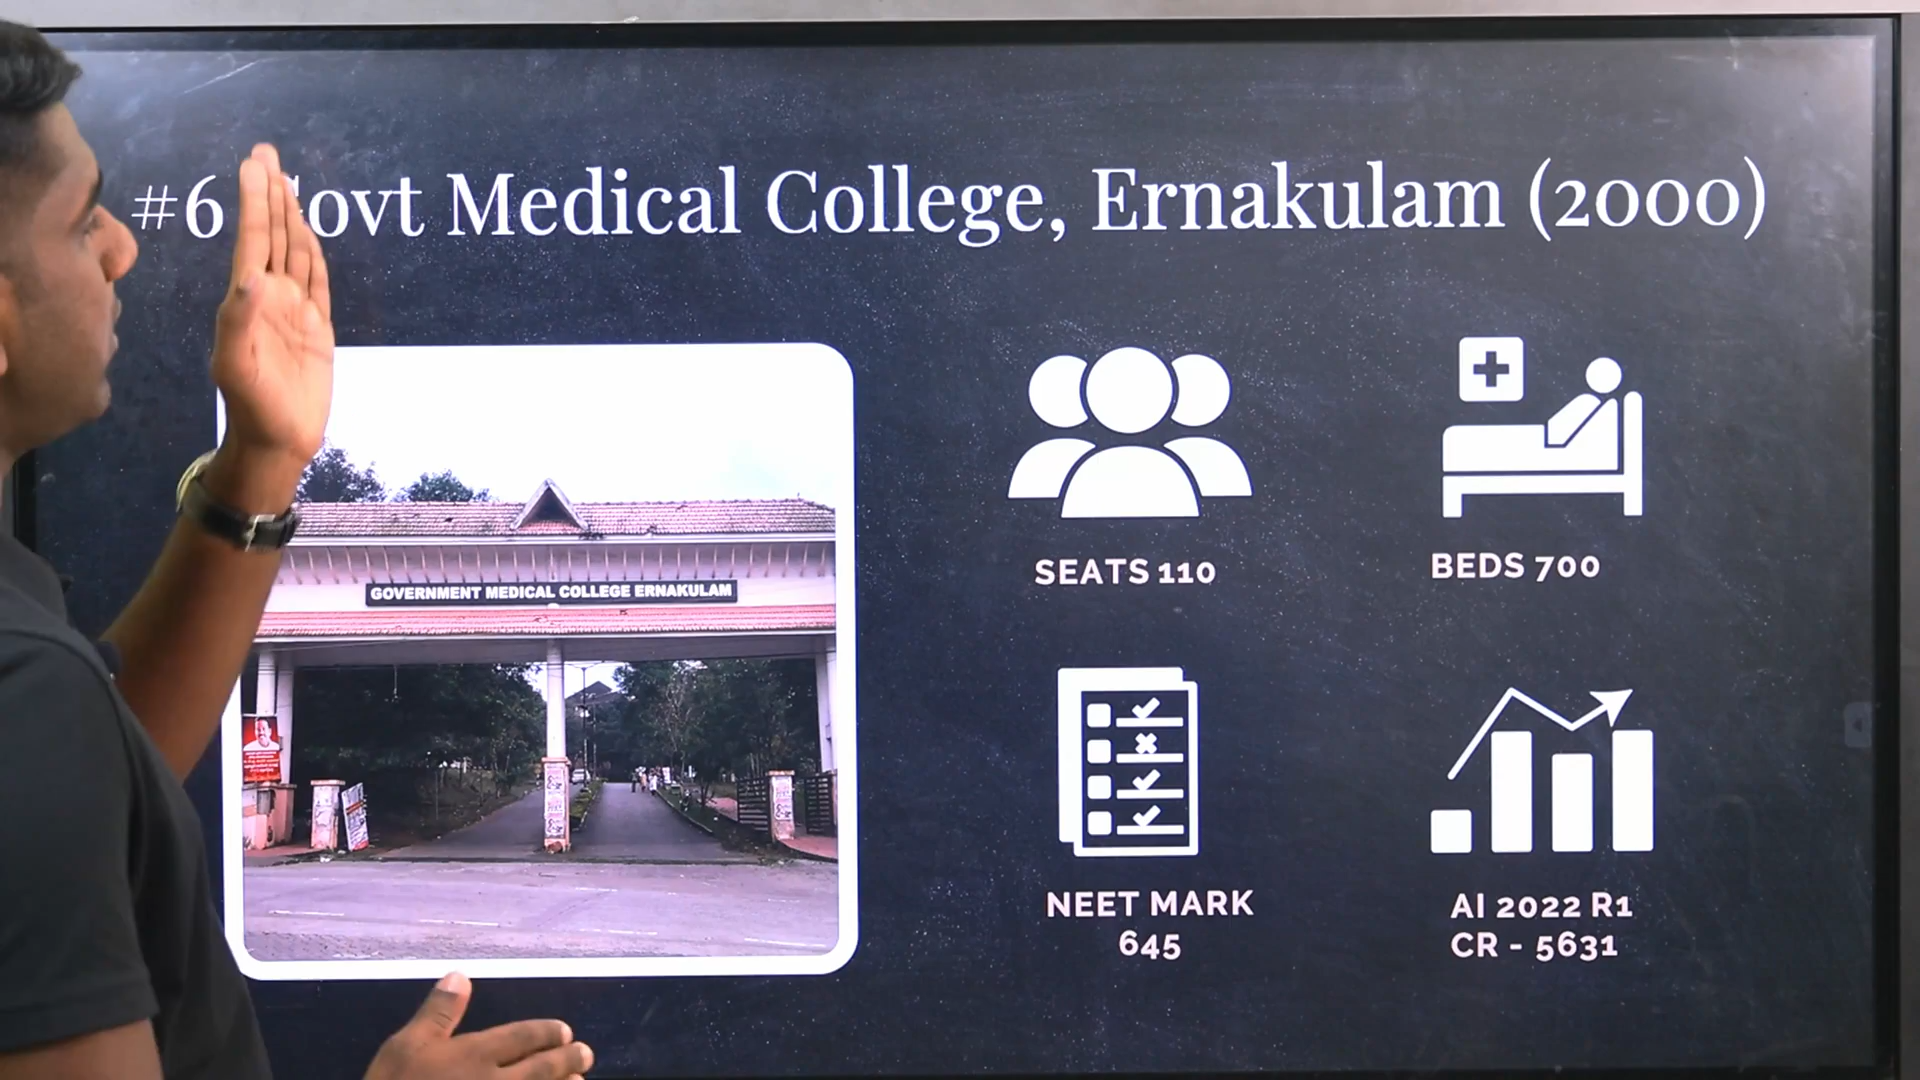 #6 Govt Medical College, Ernakulam (2000)
GOVERNMENT MEDICAL COLLEGE ERNAKULAM
SEATS 110
BEDS 700
NEET MARK
645
AI 2022 R1
CR - 5631